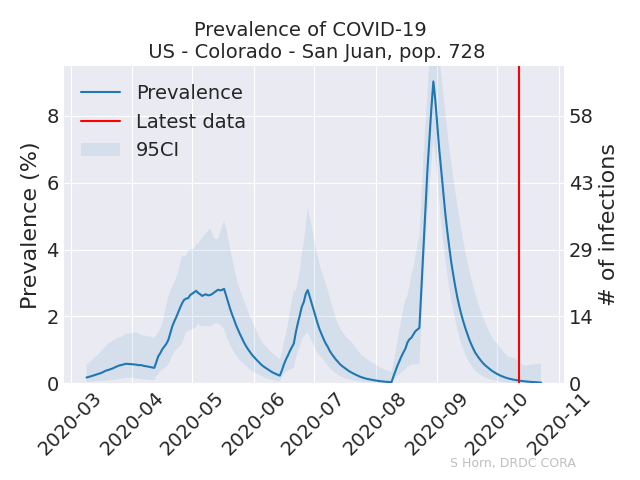 Prevalence of COVID-19
US - Colorado - San Juan, pop. 728
Prevalence
Latest data
95CI
Prevalence (%)
8
6
4
2
0
58
43
29
14
0
# of infections
2020-03
2020-04
2020-05
2020-06
2020-07
2020-08
2020-09
2020-10
2020-11
S Horn, DRDC CORA